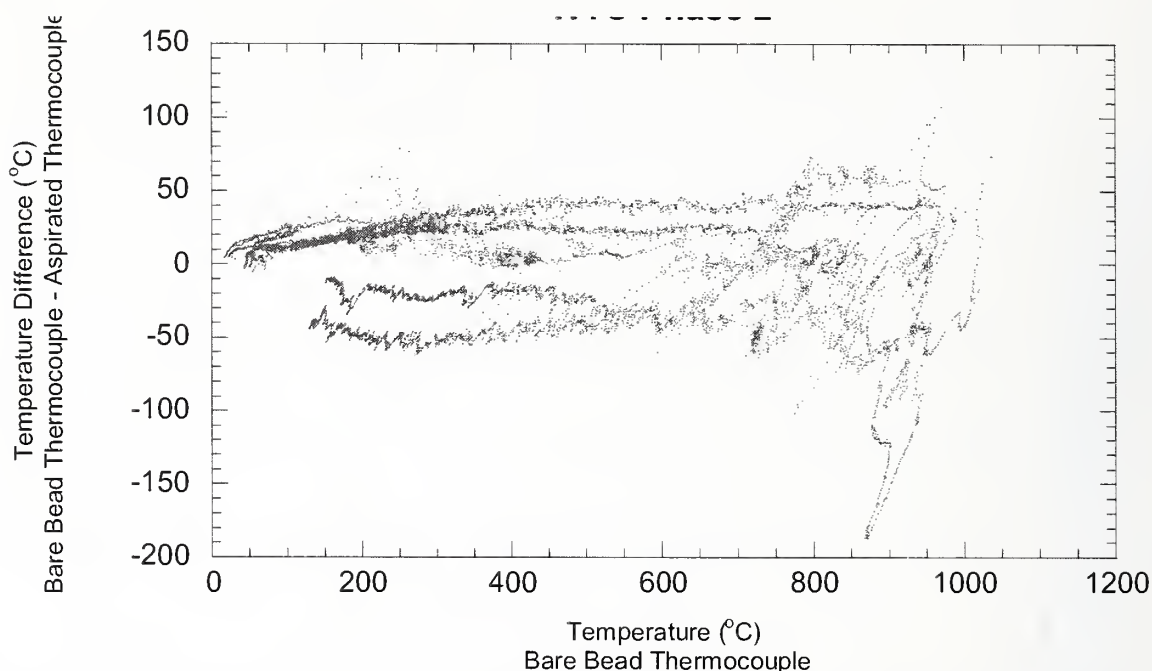 150
100
50
0
-50
-100
-150
-200
0 200 400 600 800 1000 1200
Temperature Difference (°C)
Bare Bead Thermocouple - Aspirated Thermocouple
Temperature (°C)
Bare Bead Thermocouple